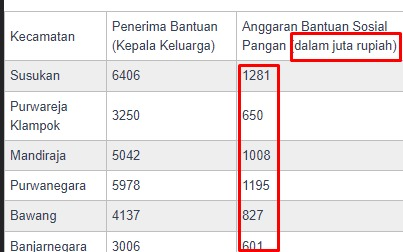 Kecamatan Penerima Bantuan (Kepala Keluarga) Anggaran Bantuan Sosial Pangan (dalam juta rupiah)
Susukan 6406 1281
Purwareja Klampok 3250 650
Mandiraja 5042 1008
Purwanegara 5978 1195
Bawang 4137 827
Banjarnegara 3006 601